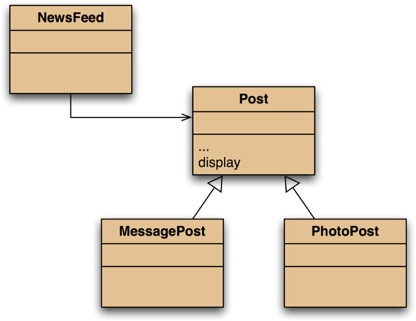 NewsFeed
Post
...
display
MessagePost
PhotoPost